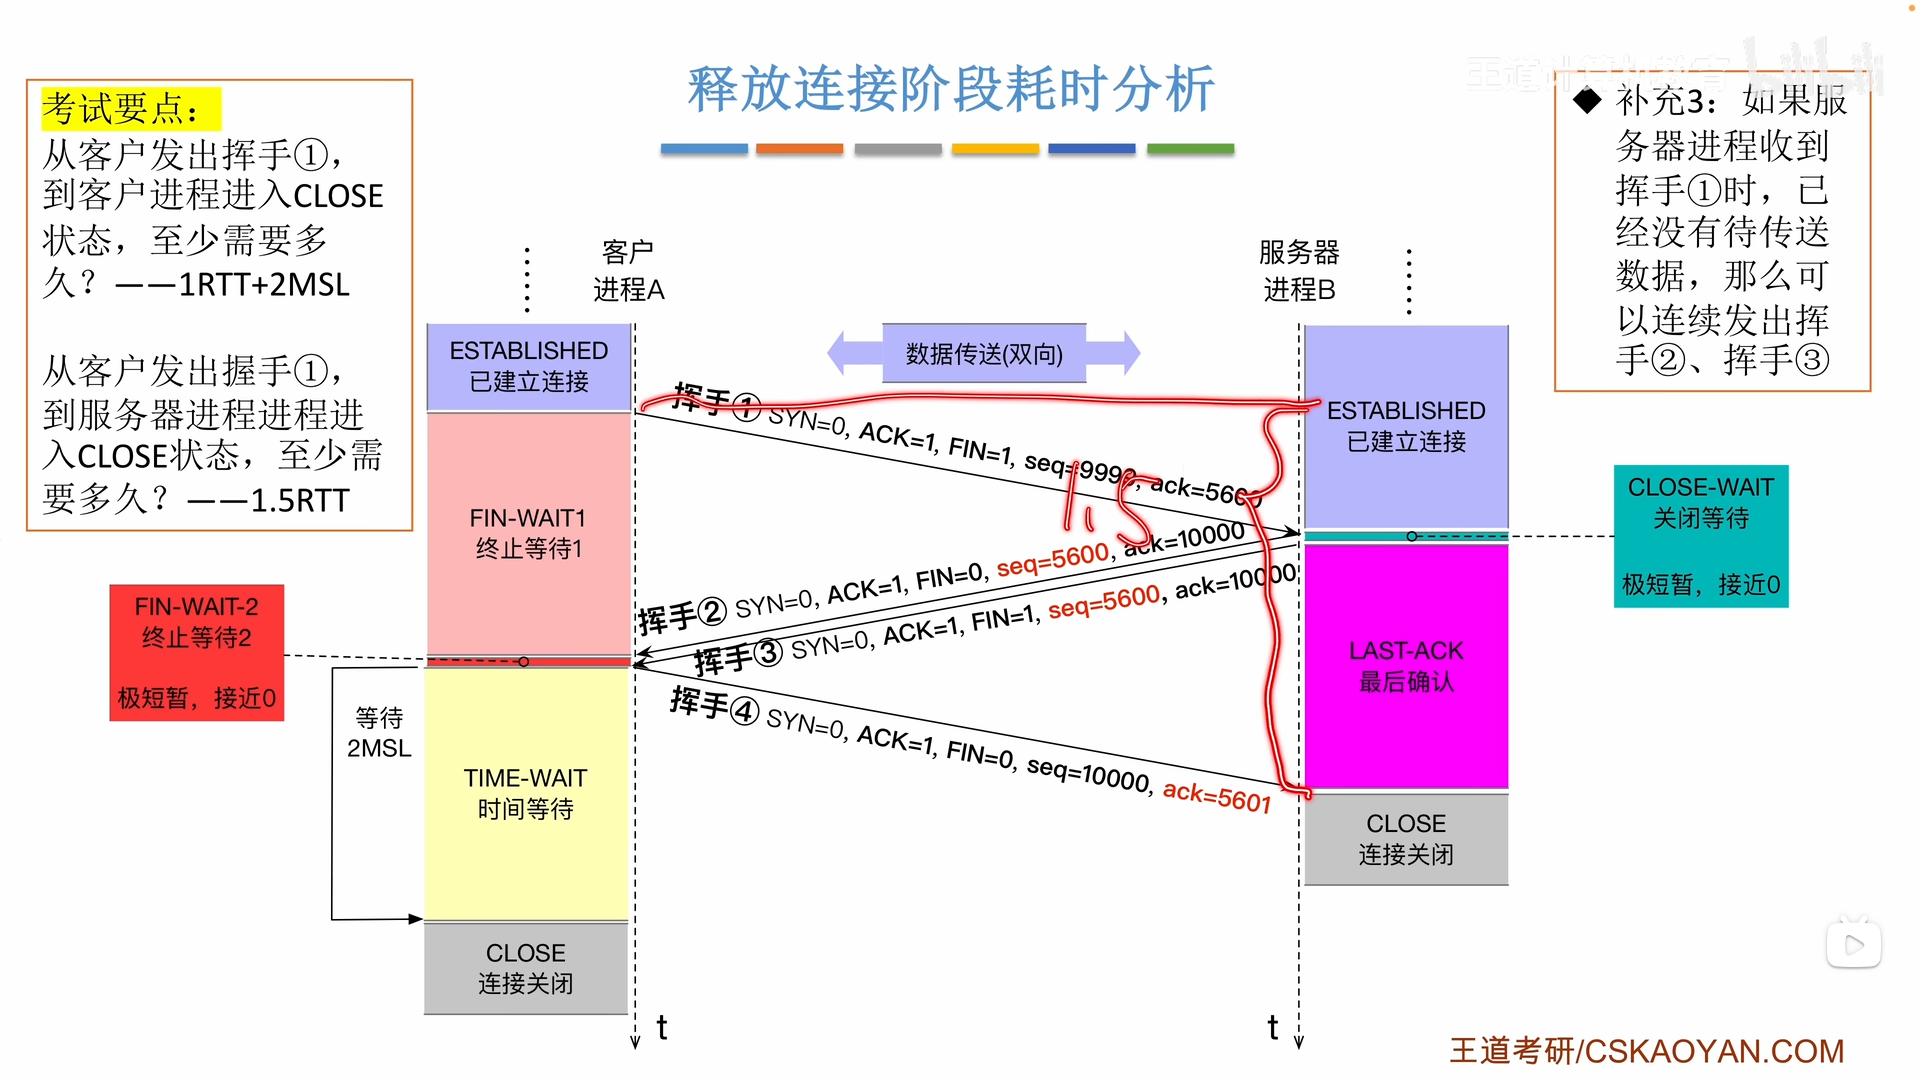 王道计算机教育
bilibili
释放连接阶段耗时分析
考试要点：
从客户发出挥手①，
到客户进程进入CLOSE
状态，至少需要多
久？——1RTT+2MSL
从客户发出握手①，
到服务器进程进程进
入CLOSE状态，至少需
要多久？——1.5RTT
◆ 补充3：如果服
务器进程收到
挥手①时，已
经没有待传送
数据，那么可
以连续发出挥
手②、挥手③
客户
进程A
服务器
进程B
数据传送(双向)
ESTABLISHED
已建立连接
FIN-WAIT1
终止等待1
FIN-WAIT-2
终止等待2
极短暂，接近0
等待
2MSL
TIME-WAIT
时间等待
CLOSE
连接关闭
t
挥手① SYN=0, ACK=1, FIN=1, seq=9999, ack=5600
1.5
挥手② SYN=0, ACK=1, FIN=0, seq=5600, ack=10000
挥手③ SYN=0, ACK=1, FIN=1, seq=5600, ack=10000
挥手④ SYN=0, ACK=1, FIN=0, seq=10000, ack=5601
ESTABLISHED
已建立连接
CLOSE-WAIT
关闭等待
极短暂，接近0
LAST-ACK
最后确认
CLOSE
连接关闭
t
王道考研/CSKAOYAN.COM